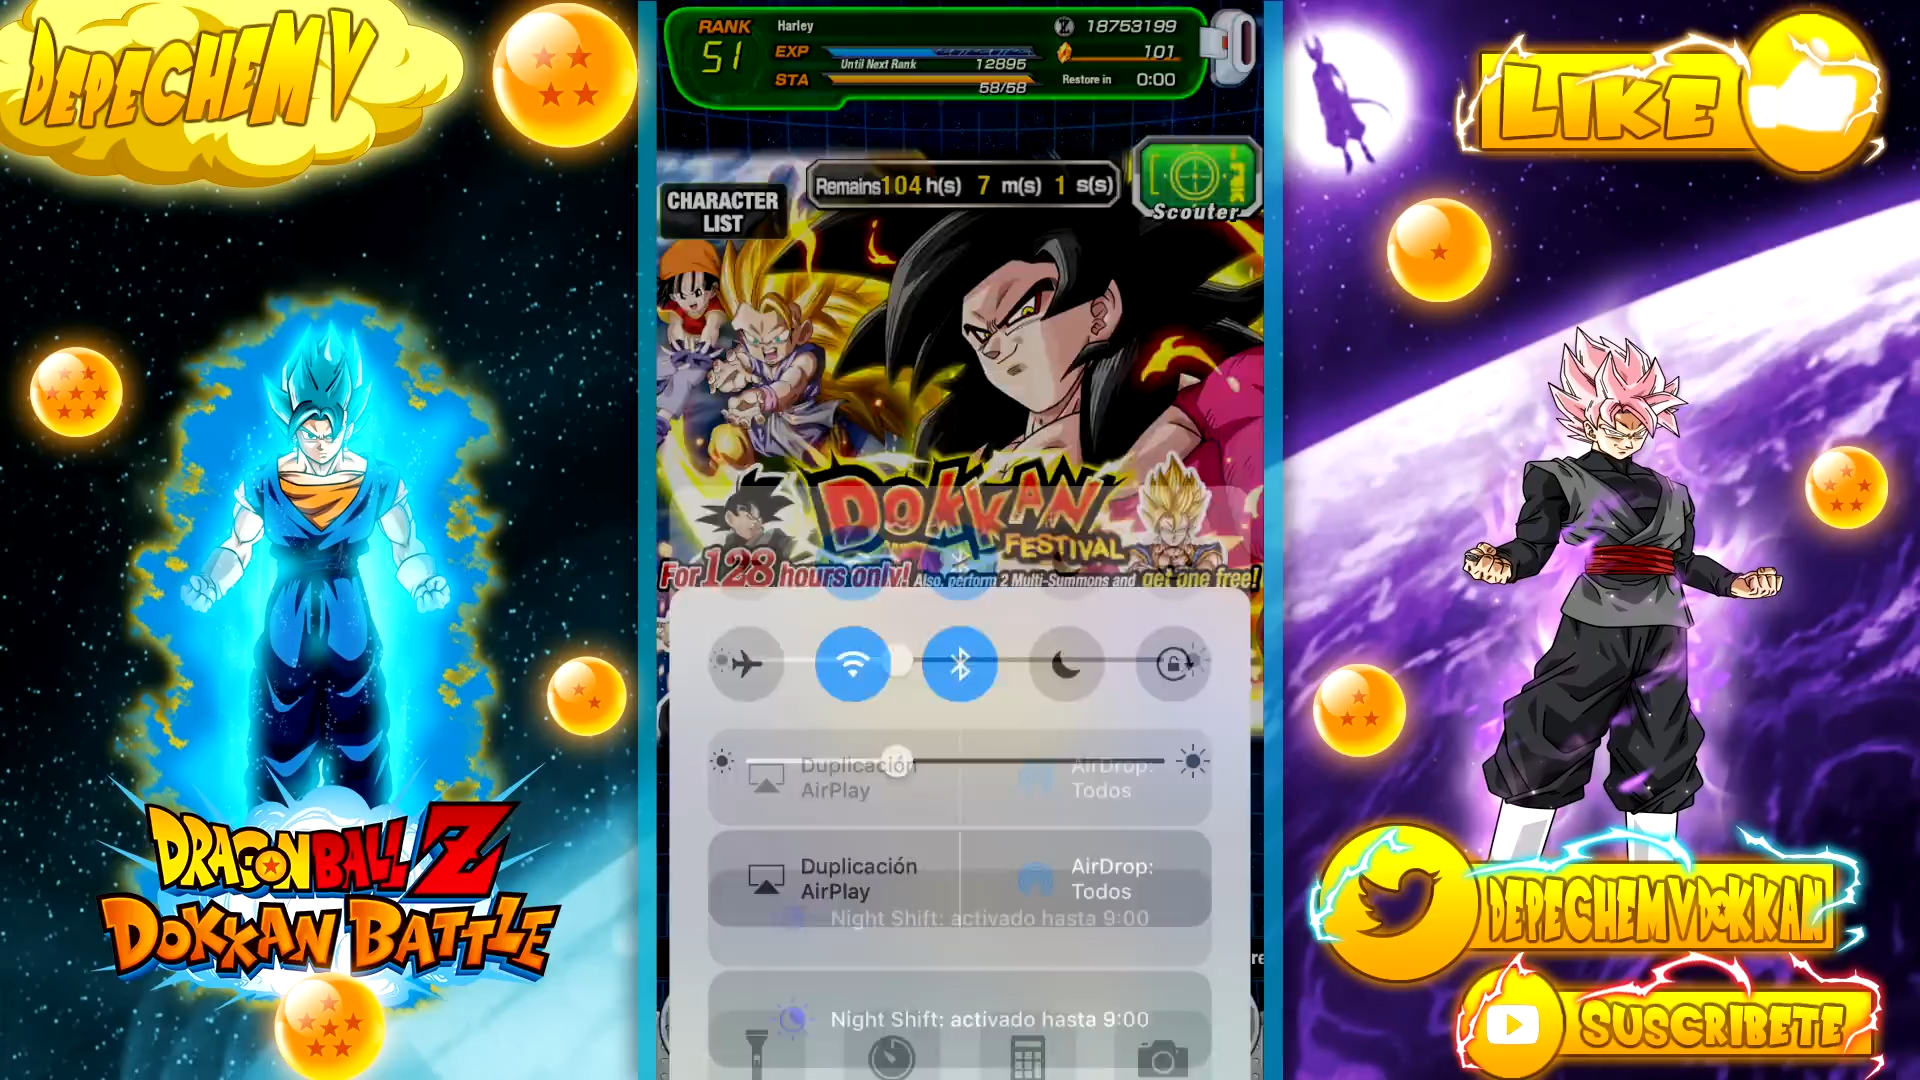 DEPECHEMV
RANK
51
Harley
EXP
Until Next Rank
12895
STA
58/58
18753199
101
Restore in
0:00
CHARACTER
LIST
Remains 104 h(s) 7 m(s) 1 s(s)
Scouter
DOKKAN
FESTIVAL
For 128 hours only!
Also, perform 2 Multi-Summons and get one free!
Duplicación
AirPlay
AirDrop:
Todos
Duplicación
AirPlay
AirDrop:
Todos
Night Shift: activado hasta 9:00
Night Shift: activado hasta 9:00
DRAGON BALL Z
DOKKAN BATTLE
LIKE
DEPECHEMVDOKKAN
SUSCRIBETE